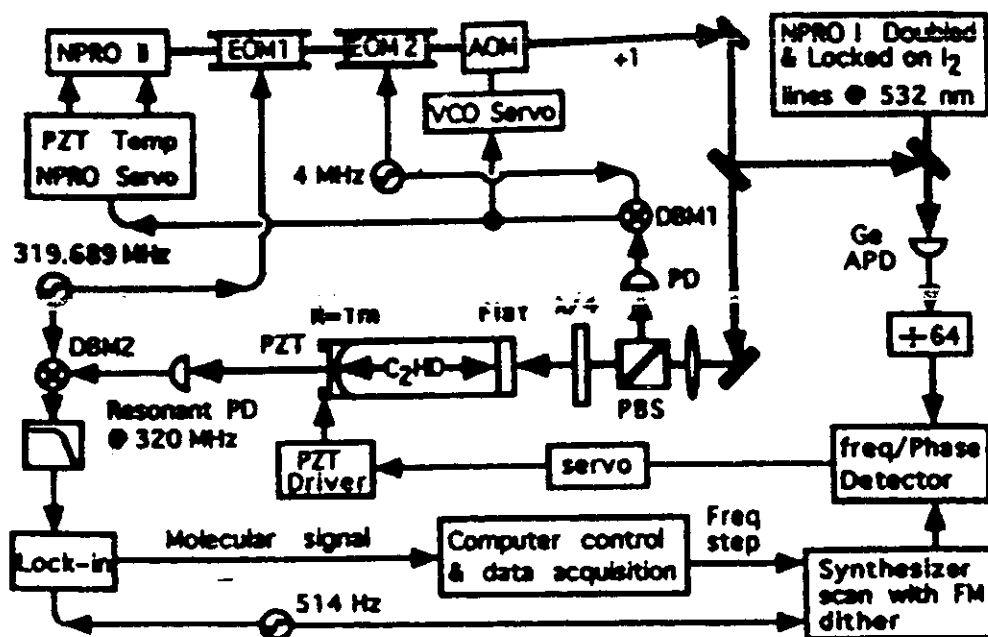 NPRO II
EOM1
EOM2
AOM
+1
NPRO I Doubled
& Locked on I2
lines @ 532 nm
VCO Servo
PZT Temp
NPRO Servo
4 MHz
DBM1
319.689 MHz
Ge
APD
PD
R=1m
Flat
λ/4
÷64
DBM2
PZT
C2HD
PBS
Resonant PD
@ 320 MHz
PZT
Driver
servo
freq/Phase
Detector
Lock-in
Molecular signal
Computer control
& data acquisition
Freq
step
Synthesizer
scan with FM
dither
514 Hz